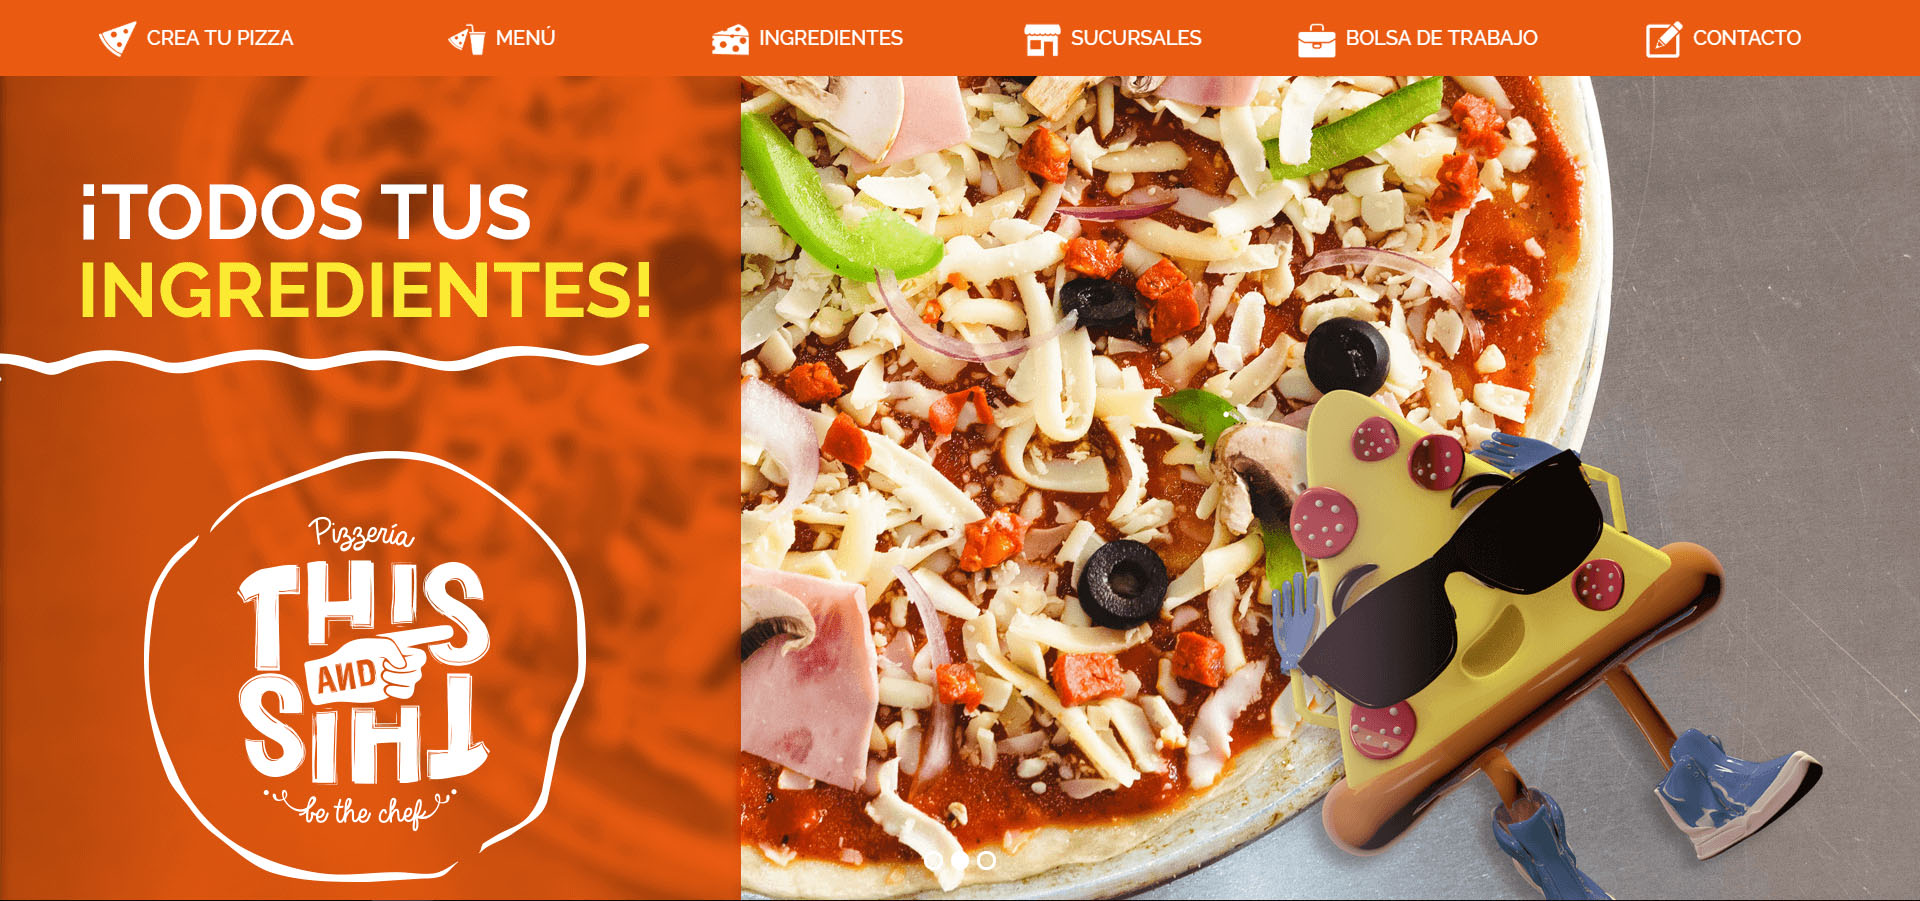 CREA TU PIZZA
MENÚ
INGREDIENTES
SUCURSALES
BOLSA DE TRABAJO
CONTACTO
¡TODOS TUS
INGREDIENTES!
Pizzería
THIS
AND
THIS
be the chef